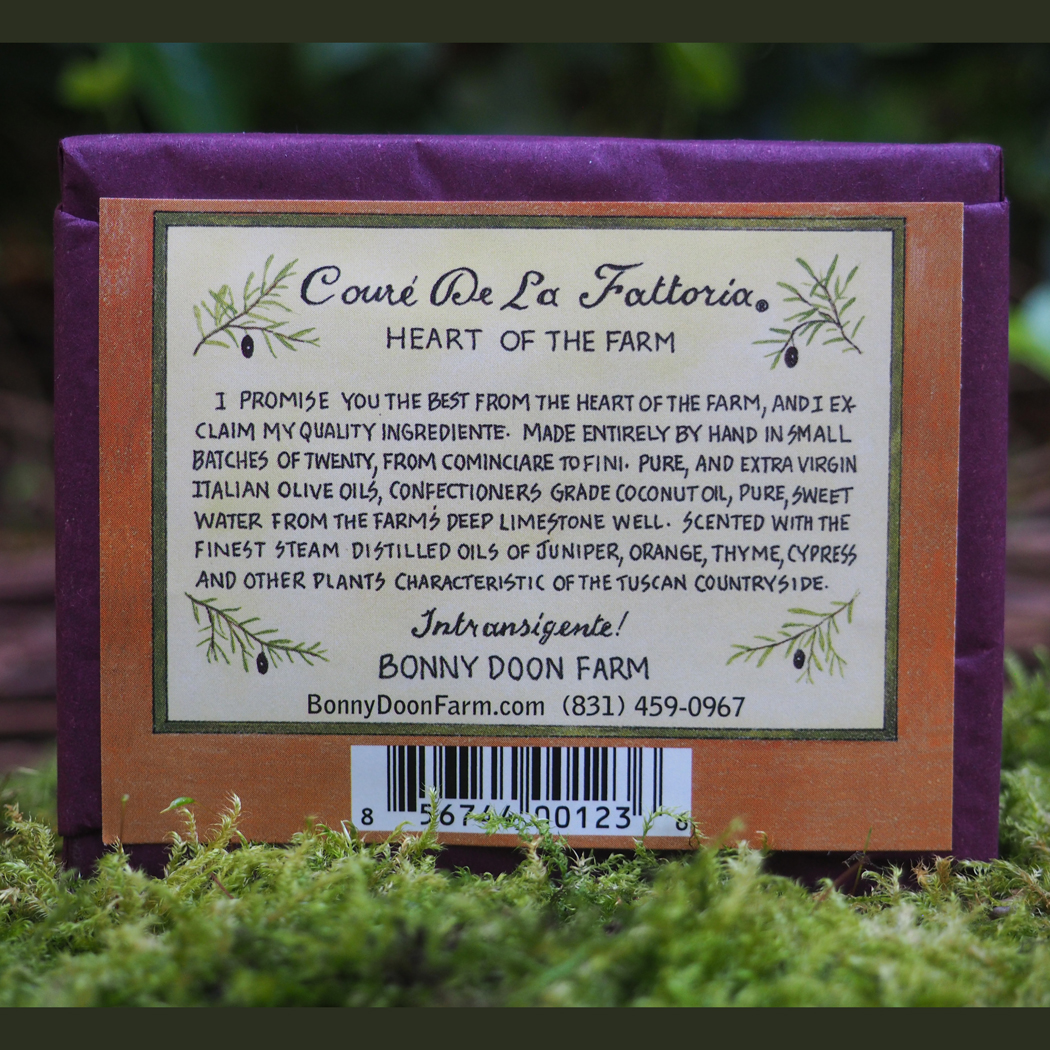 Couré De La Fattoria®
HEART OF THE FARM
I PROMISE YOU THE BEST FROM THE HEART OF THE FARM, AND I EX-
CLAIM MY QUALITY INGREDIENTE. MADE ENTIRELY BY HAND IN SMALL
BATCHES OF TWENTY, FROM COMINCIARE TO FINI. PURE, AND EXTRA VIRGIN
ITALIAN OLIVE OILS, CONFECTIONERS GRADE COCONUT OIL, PURE, SWEET
WATER FROM THE FARM'S DEEP LIMESTONE WELL. SCENTED WITH THE
FINEST STEAM DISTILLED OILS OF JUNIPER, ORANGE, THYME, CYPRESS
AND OTHER PLANTS CHARACTERISTIC OF THE TUSCAN COUNTRYSIDE.
Intransigente!
BONNY DOON FARM
BonnyDoonFarm.com (831) 459-0967
8 56744 00123 8